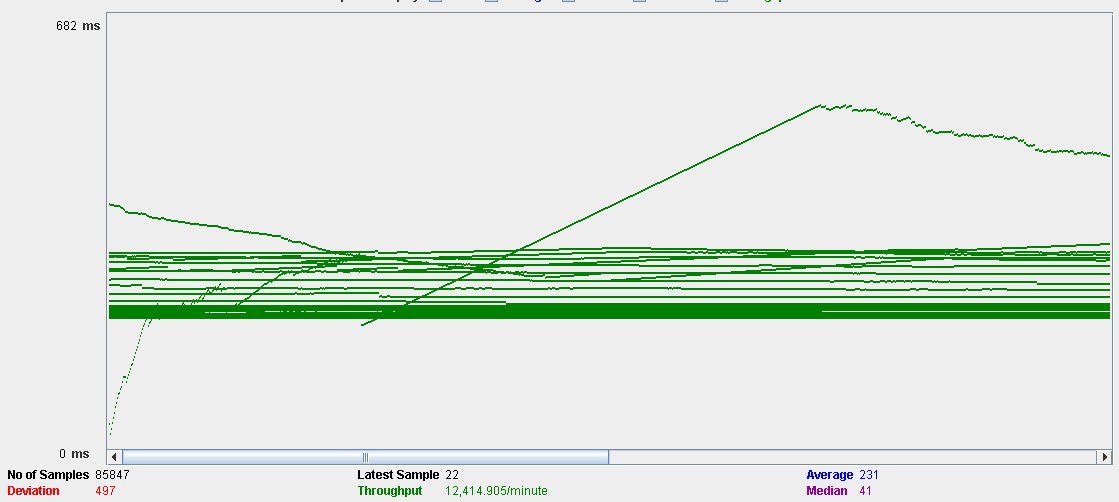 682 ms
0 ms
No of Samples 85847 Latest Sample 22 Average 231
Deviation 497 Throughput 12,414.905/minute Median 41